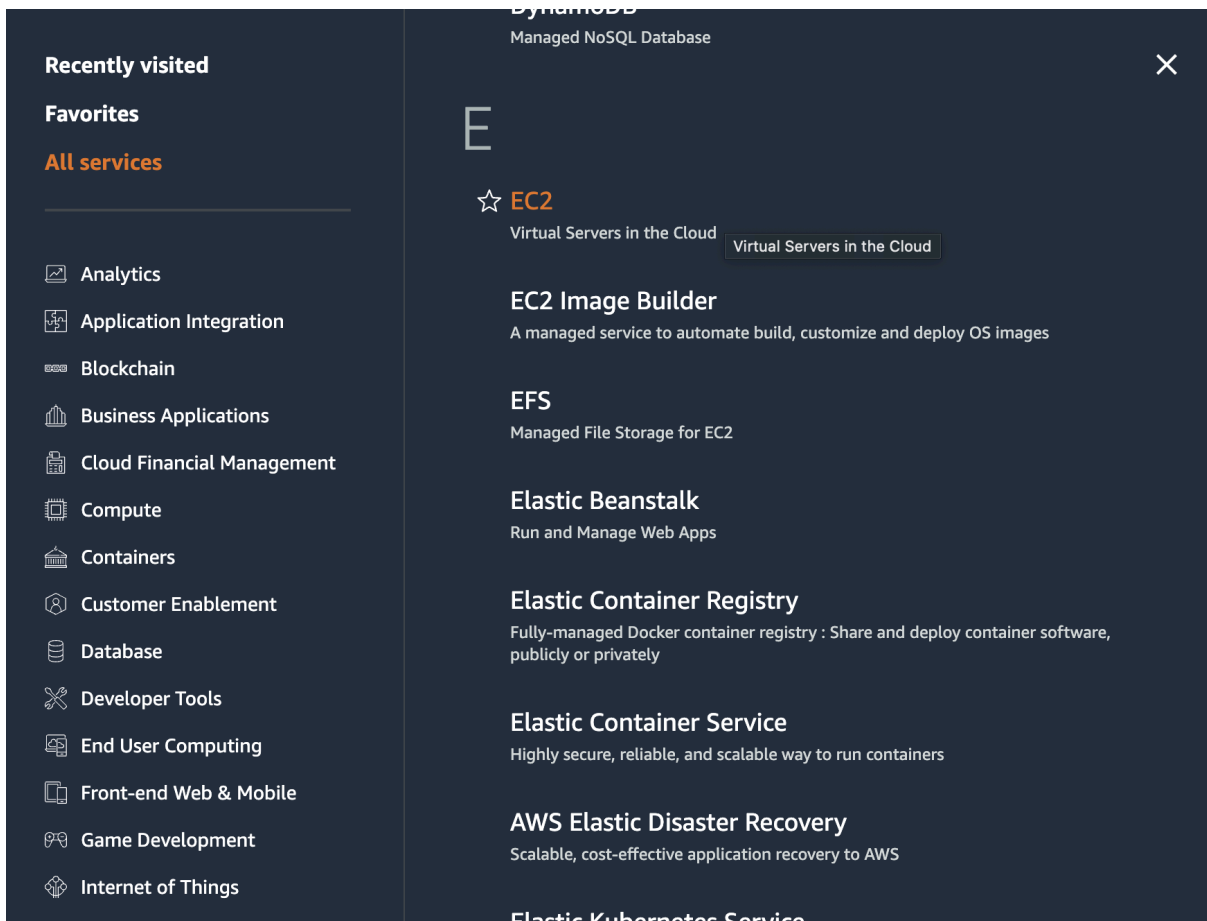 Recently visited
Favorites
All services
Analytics
Application Integration
Blockchain
Business Applications
Cloud Financial Management
Compute
Containers
Customer Enablement
Database
Developer Tools
End User Computing
Front-end Web & Mobile
Game Development
Internet of Things
DynamoDB
Managed NoSQL Database
E
EC2
Virtual Servers in the Cloud
Virtual Servers in the Cloud
EC2 Image Builder
A managed service to automate build, customize and deploy OS images
EFS
Managed File Storage for EC2
Elastic Beanstalk
Run and Manage Web Apps
Elastic Container Registry
Fully-managed Docker container registry : Share and deploy container software,
publicly or privately
Elastic Container Service
Highly secure, reliable, and scalable way to run containers
AWS Elastic Disaster Recovery
Scalable, cost-effective application recovery to AWS
Elastic Kubernetes Service